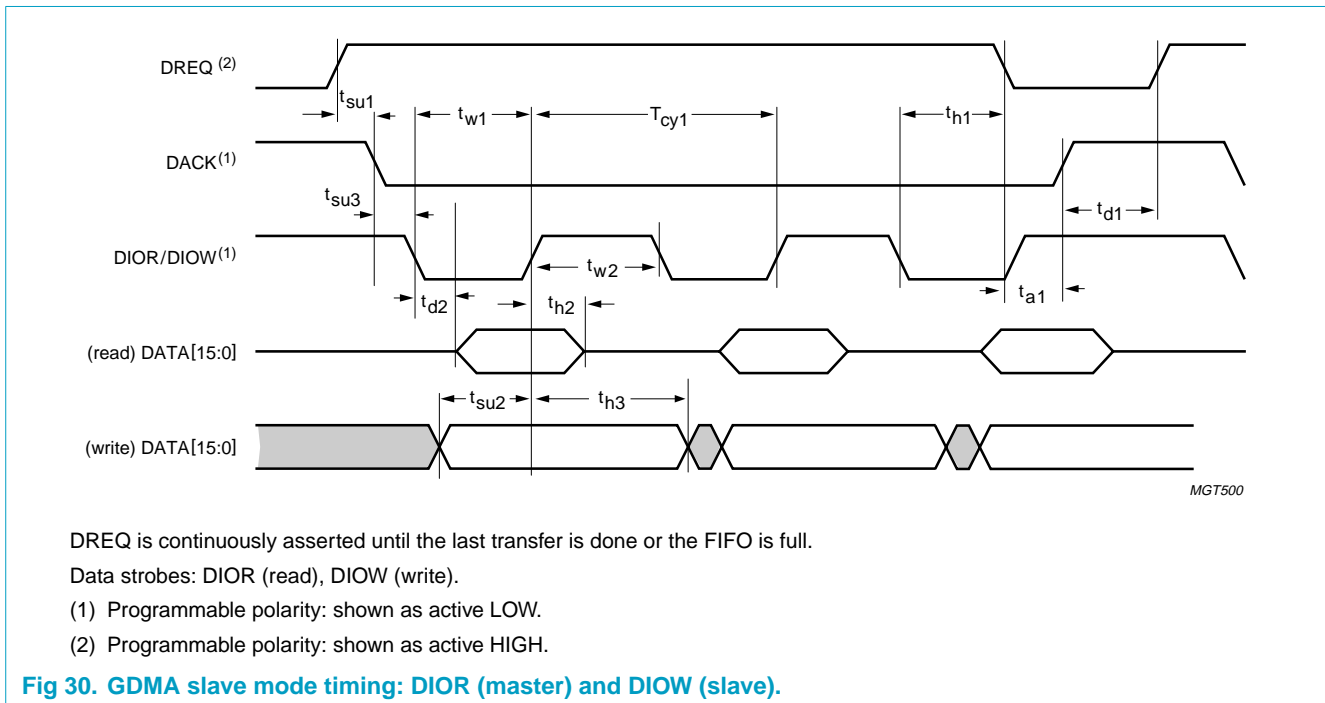 DREQ (2)
tsu1
tw1
Tcy1
th1
DACK(1)
tsu3
td1
DIOR/DIOW(1)
tw2
td2
th2
ta1
(read) DATA[15:0]
tsu2
th3
(write) DATA[15:0]
MGT500
DREQ is continuously asserted until the last transfer is done or the FIFO is full.
Data strobes: DIOR (read), DIOW (write).
(1) Programmable polarity: shown as active LOW.
(2) Programmable polarity: shown as active HIGH.
Fig 30. GDMA slave mode timing: DIOR (master) and DIOW (slave).